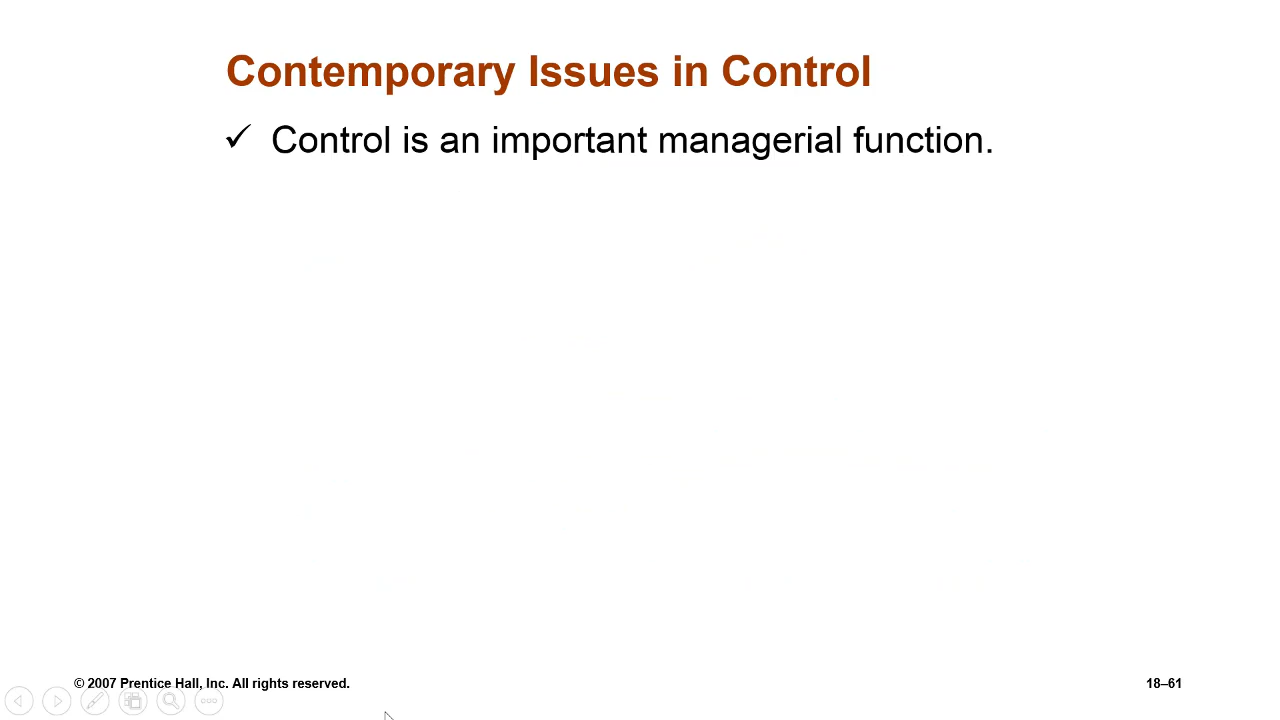 Contemporary Issues in Control
✓ Control is an important managerial function.
© 2007 Prentice Hall, Inc. All rights reserved.
18–61